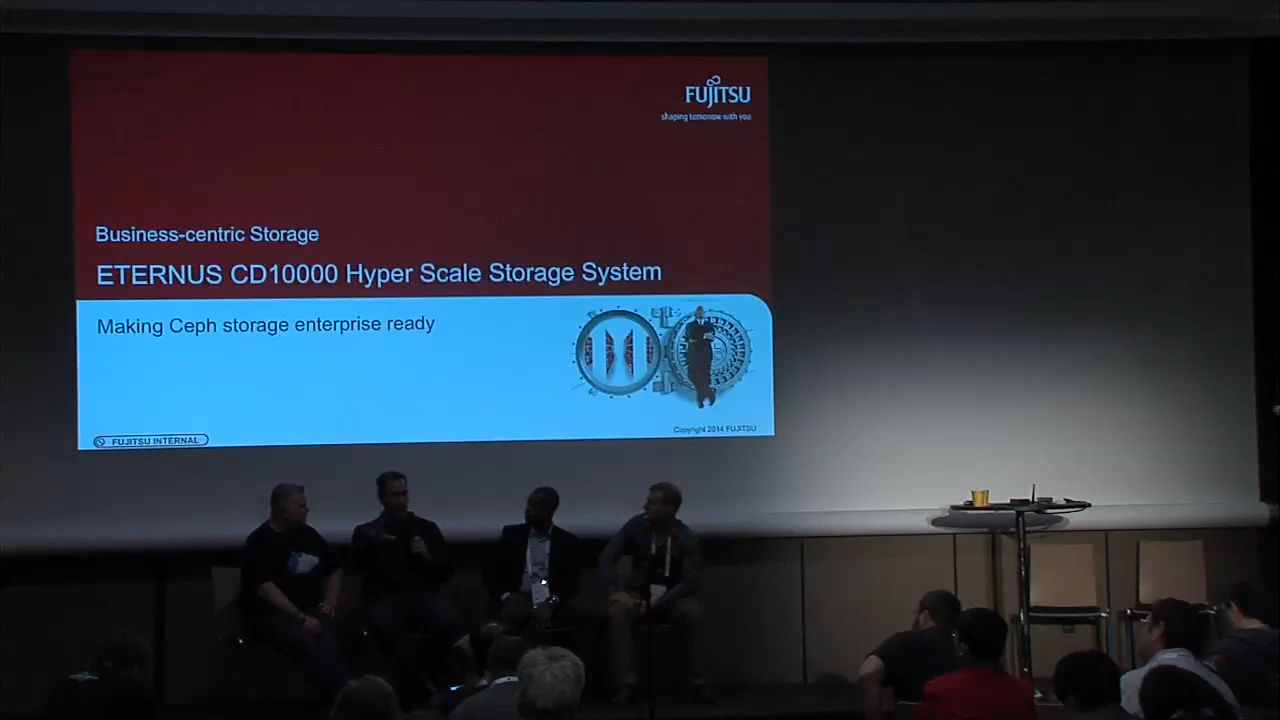 FUJITSU
shaping tomorrow with you
Business-centric Storage
ETERNUS CD10000 Hyper Scale Storage System
Making Ceph storage enterprise ready
FUJITSU INTERNAL
Copyright 2014 FUJITSU